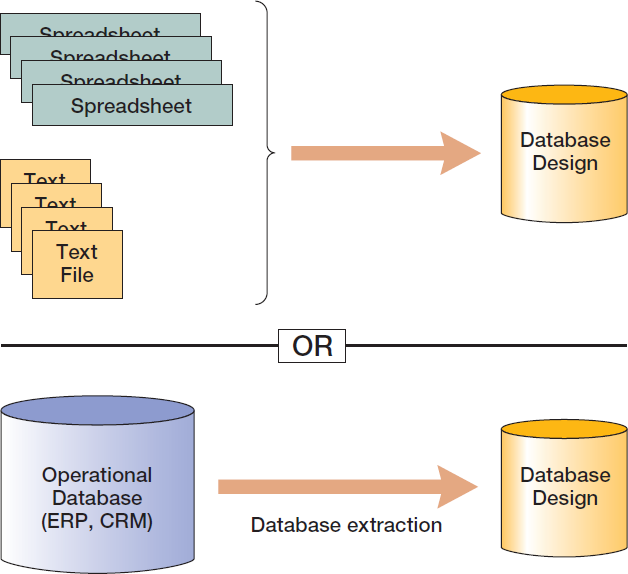 Spreadsheet
Spreadsheet
Spreadsheet
Spreadsheet
Text
Text
Text
Text
File
Database
Design
OR
Operational
Database
(ERP, CRM)
Database extraction
Database
Design